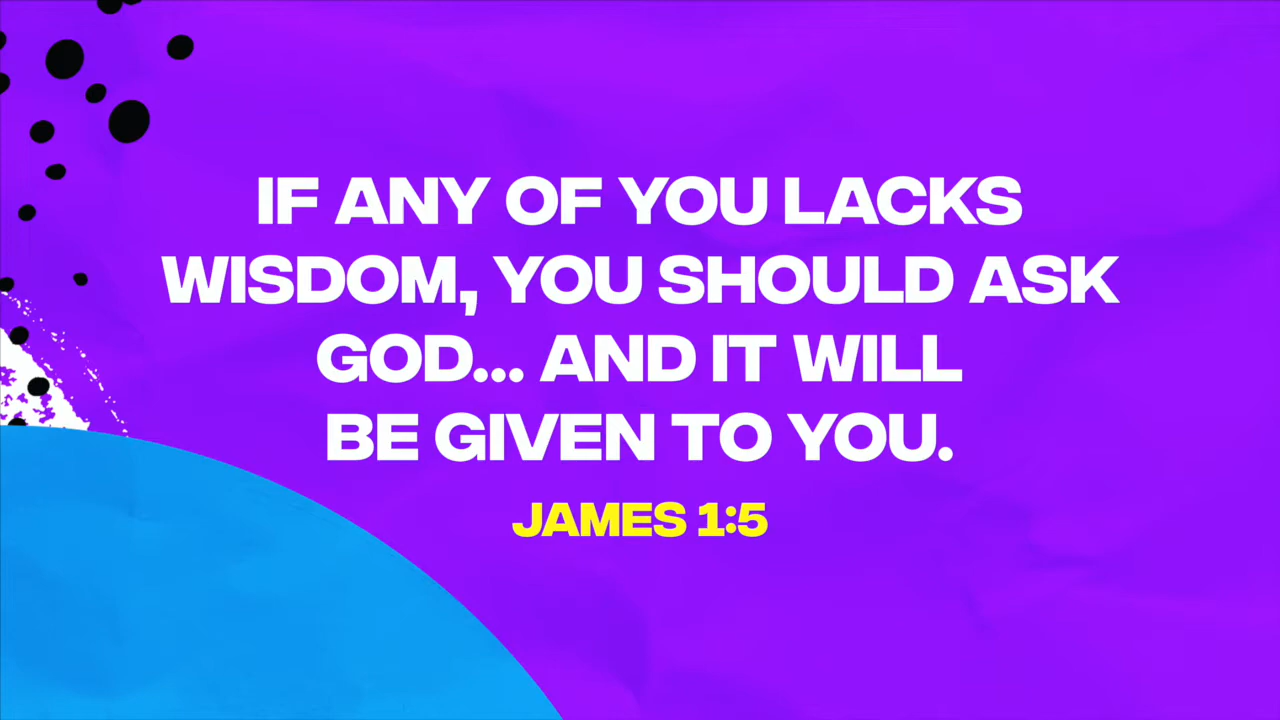 IF ANY OF YOU LACKS
WISDOM, YOU SHOULD ASK
GOD... AND IT WILL
BE GIVEN TO YOU.
JAMES 1:5